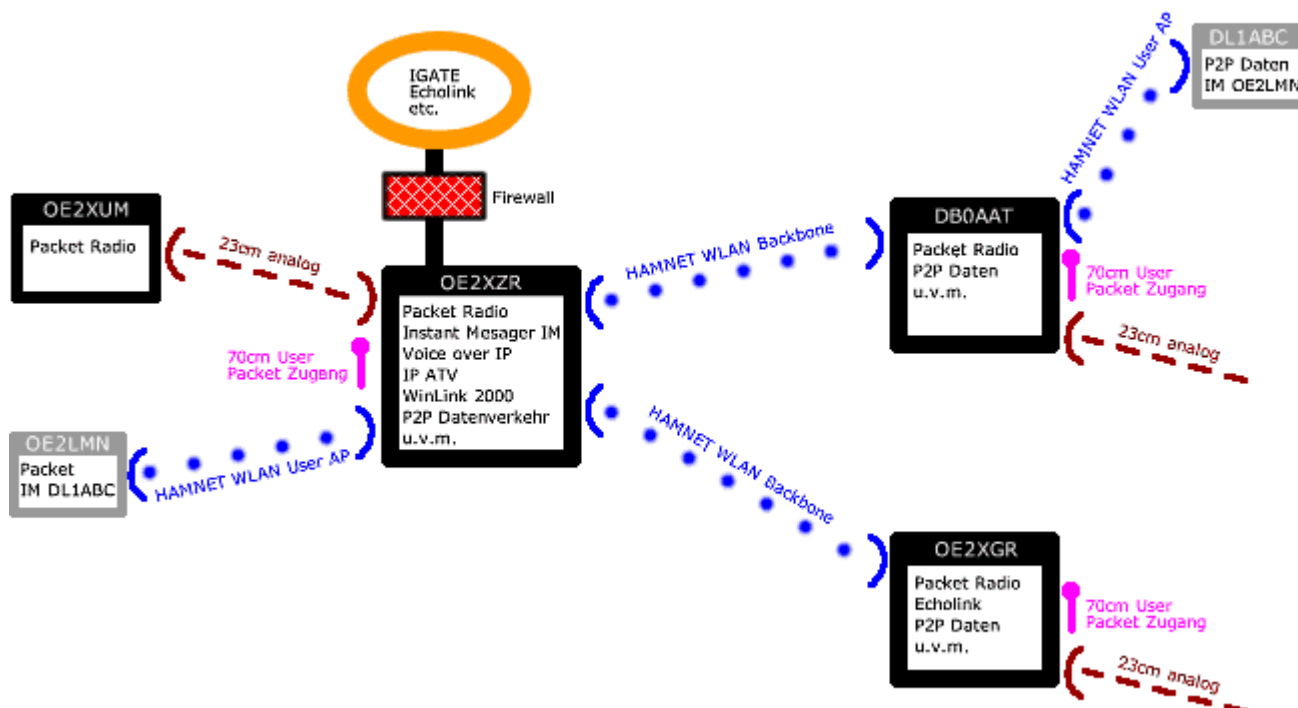 IGATE
Echolink
etc.
Firewall
OE2XUM
Packet Radio
23cm analog
OE2XZR
Packet Radio
Instant Mesager IM
Voice over IP
IP ATV
WinLink 2000
P2P Datenverkehr
u.v.m.
70cm User
Packet Zugang
OE2LMN
Packet
IM DL1ABC
HAMNET WLAN User AP
HAMNET WLAN Backbone
HAMNET WLAN Backbone
DB0AAT
Packet Radio
P2P Daten
u.v.m.
HAMNET WLAN User AP
DL1ABC
P2P Daten
IM OE2LMN
70cm User
Packet Zugang
23cm analog
OE2XGR
Packet Radio
Echolink
P2P Daten
u.v.m.
70cm User
Packet Zugang
23cm analog